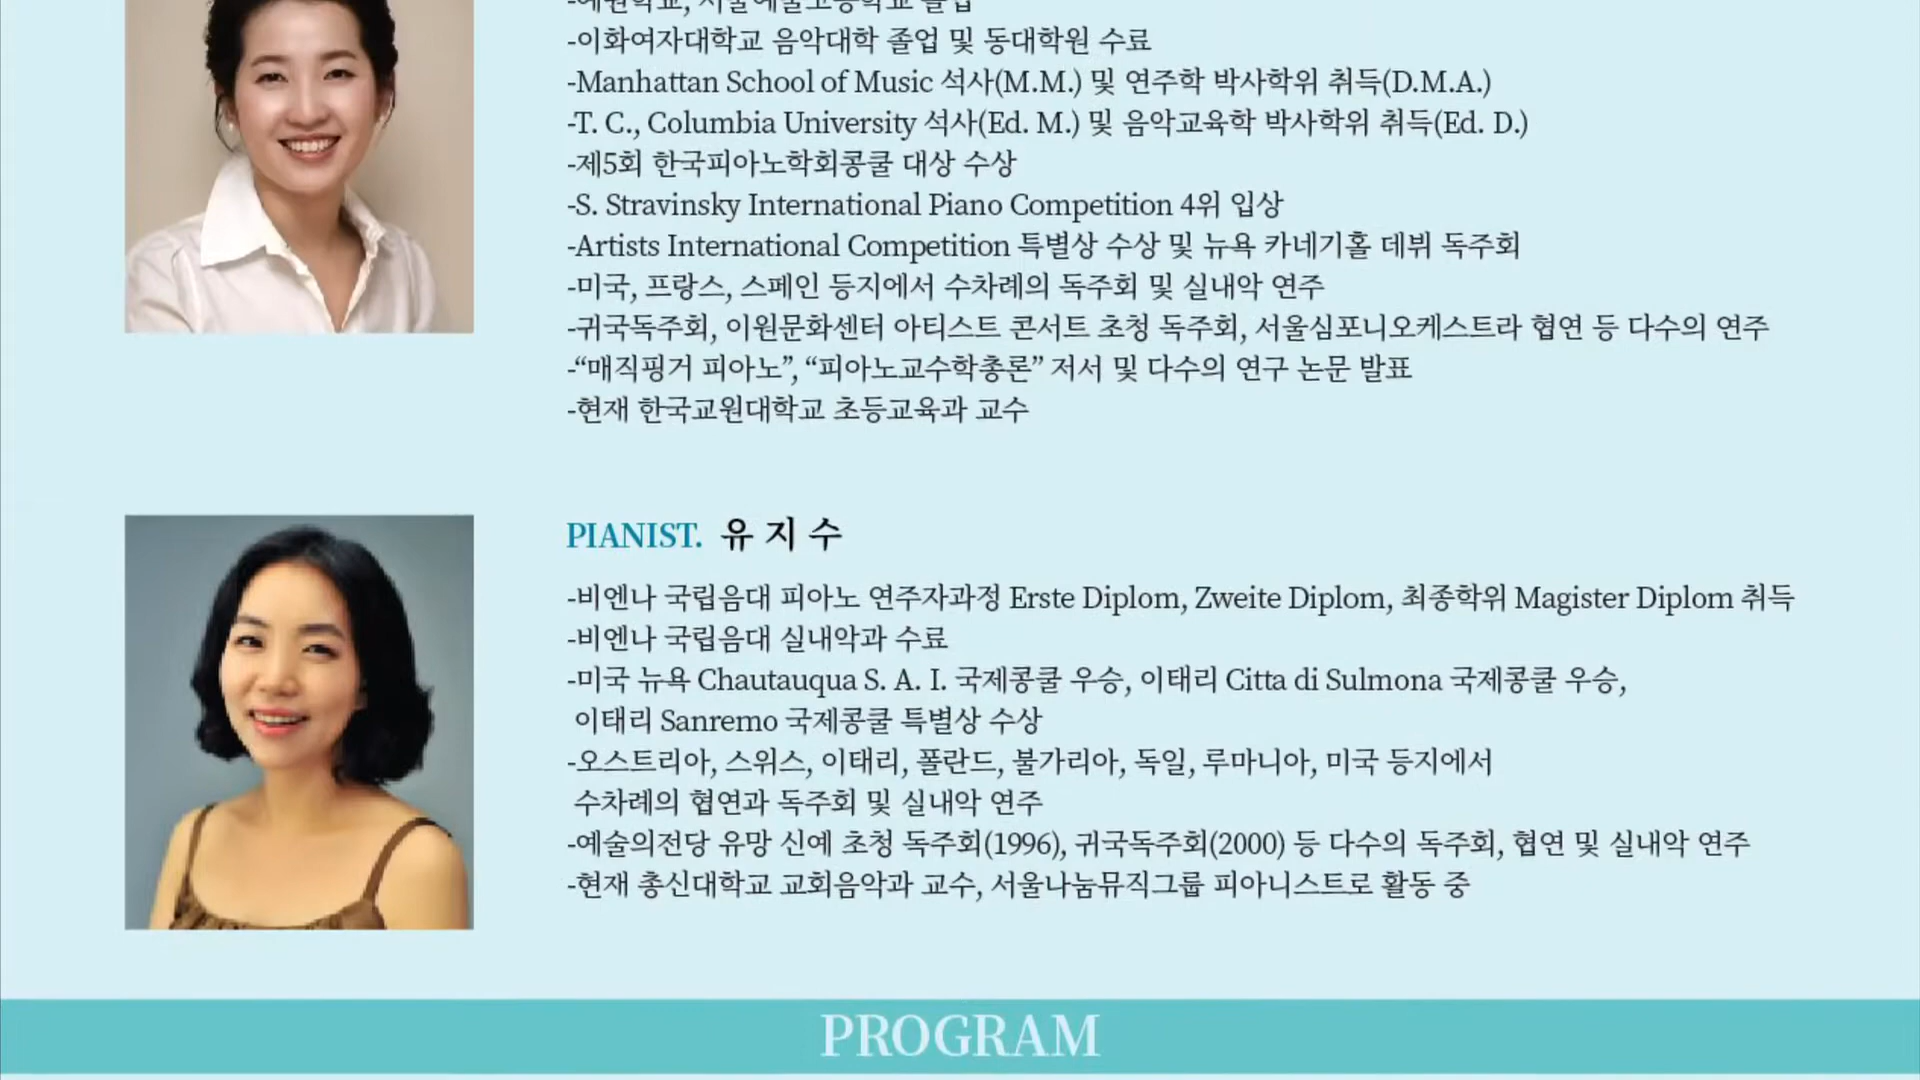 -예원학교, 서울예술고등학교 졸업
-이화여자대학교 음악대학 졸업 및 동대학원 수료
-Manhattan School of Music 석사(M.M.) 및 연주학 박사학위 취득(D.M.A.)
-T. C., Columbia University 석사(Ed. M.) 및 음악교육학 박사학위 취득(Ed. D.)
-제5회 한국피아노학회콩쿨 대상 수상
-S. Stravinsky International Piano Competition 4위 입상
-Artists International Competition 특별상 수상 및 뉴욕 카네기홀 데뷔 독주회
-미국, 프랑스, 스페인 등지에서 수차례의 독주회 및 실내악 연주
-귀국독주회, 이원문화센터 아티스트 콘서트 초청 독주회, 서울심포니오케스트라 협연 등 다수의 연주
-“매직핑거 피아노”, “피아노교수학총론” 저서 및 다수의 연구 논문 발표
-현재 한국교원대학교 초등교육과 교수
PIANIST. 유 지 수
-비엔나 국립음대 피아노 연주자과정 Erste Diplom, Zweite Diplom, 최종학위 Magister Diplom 취득
-비엔나 국립음대 실내악과 수료
-미국 뉴욕 Chautauqua S. A. I. 국제콩쿨 우승, 이태리 Citta di Sulmona 국제콩쿨 우승,
이태리 Sanremo 국제콩쿨 특별상 수상
-오스트리아, 스위스, 이태리, 폴란드, 불가리아, 독일, 루마니아, 미국 등지에서
수차례의 협연과 독주회 및 실내악 연주
-예술의전당 유망 신예 초청 독주회(1996), 귀국독주회(2000) 등 다수의 독주회, 협연 및 실내악 연주
-현재 총신대학교 교회음악과 교수, 서울나눔뮤직그룹 피아니스트로 활동 중
PROGRAM